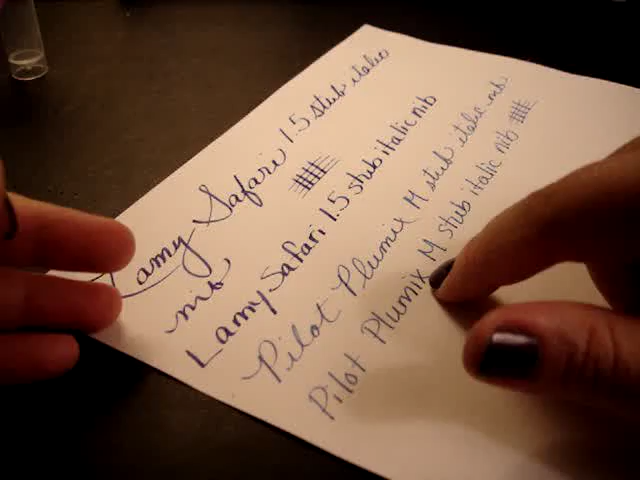 Lamy Safari 1.5 stub italic
nib
Lamy Safari 1.5 stub italic nib
Pilot Plumix M stub italic nib
Pilot Plumix M stub italic nib